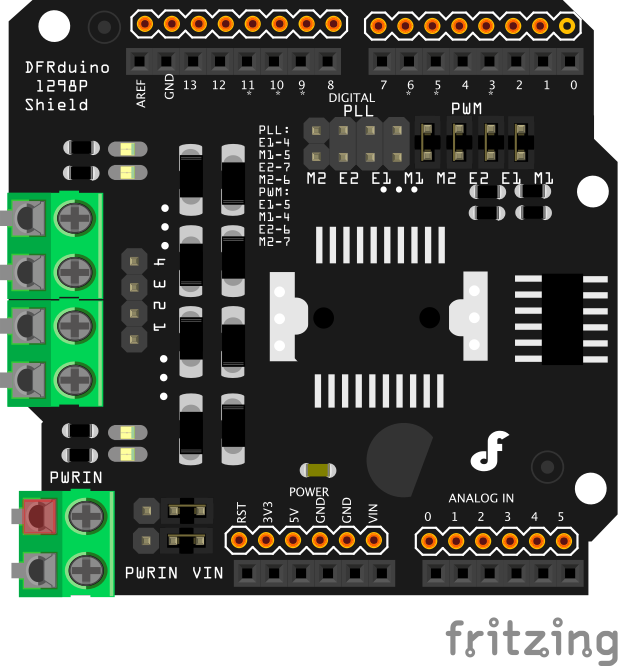 DFRduino
1298P
Shield
AREF GND 13 12 11 10 9 8 7 6 5 4 3 2 1 0
* * * * * *
DIGITAL
PLL PWM
PLL:
E1-4
M1-5
E2-7
M2-6
PWM:
E1-5
M1-4
E2-6
M2-7
M2 E2 E1 M1 M2 E2 E1 M1
4
3
2
1
PWRIN
POWER
RST 3V3 5V GND GND VIN
ANALOG IN
0 1 2 3 4 5
PWRIN VIN
fritzing